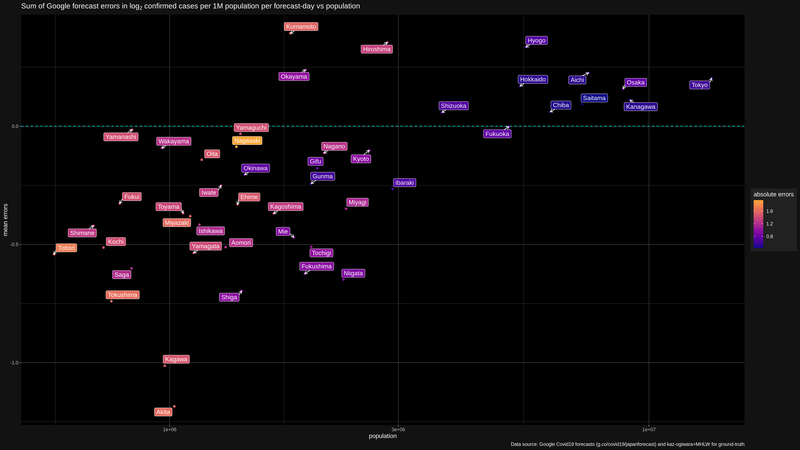 Sum of Google forecast errors in log2 confirmed cases per 1M population per forecast-day vs population
Kumamoto
Hyogo
Hiroshima
Okayama
Hokkaido
Aichi
Osaka
Tokyo
Saitama
Shizuoka
Chiba
Kanagawa
0.0
Yamaguchi
Fukuoka
Yamanashi
Wakayama
Nagasaki
Nagano
Oita
Gifu
Kyoto
Okinawa
Gunma
Ibaraki
absolute errors
Fukui
Iwate
Ehime
1.6
Toyama
Kagoshima
Miyagi
1.2
Miyazaki
0.8
mean errors
Shimane
Ishikawa
Mie
Kochi
Aomori
-0.5
Tottori
Yamagata
Tochigi
Saga
Fukushima
Niigata
Tokushima
Shiga
Kagawa
-1.0
Akita
1e+06
3e+06
1e+07
population
Data source: Google Covid19 forecasts (g.co/covid19/japanforecast) and kaz-ogiwara+MHLW for ground-truth